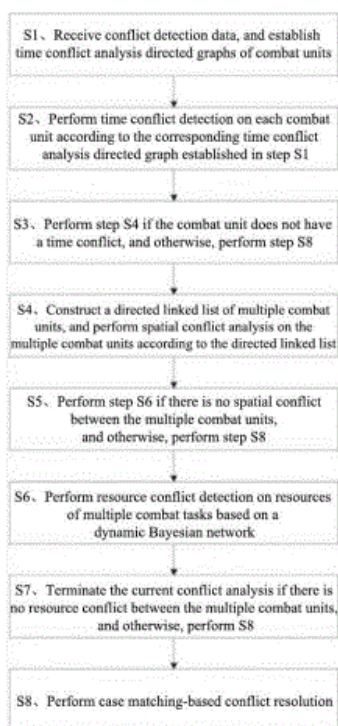 S1、Receive conflict detection data, and establish
time conflict analysis directed graphs of combat units
S2、Perform time conflict detection on each combat
unit according to the corresponding time conflict
analysis directed graph established in step S1
S3、Perform step S4 if the combat unit does not have
a time conflict, and otherwise, perform step S8
S4、Construct a directed linked list of multiple combat
units, and perform spatial conflict analysis on the
multiple combat units according to the directed linked list
S5、Perform step S6 if there is no spatial conflict
between the multiple combat units,
and otherwise, perform step S8
S6、Perform resource conflict detection on resources
of multiple combat tasks based on a
dynamic Bayesian network
S7、Terminate the current conflict analysis if there is
no resource conflict between the multiple combat units,
and otherwise, perform S8
S8、Perform case matching-based conflict resolution